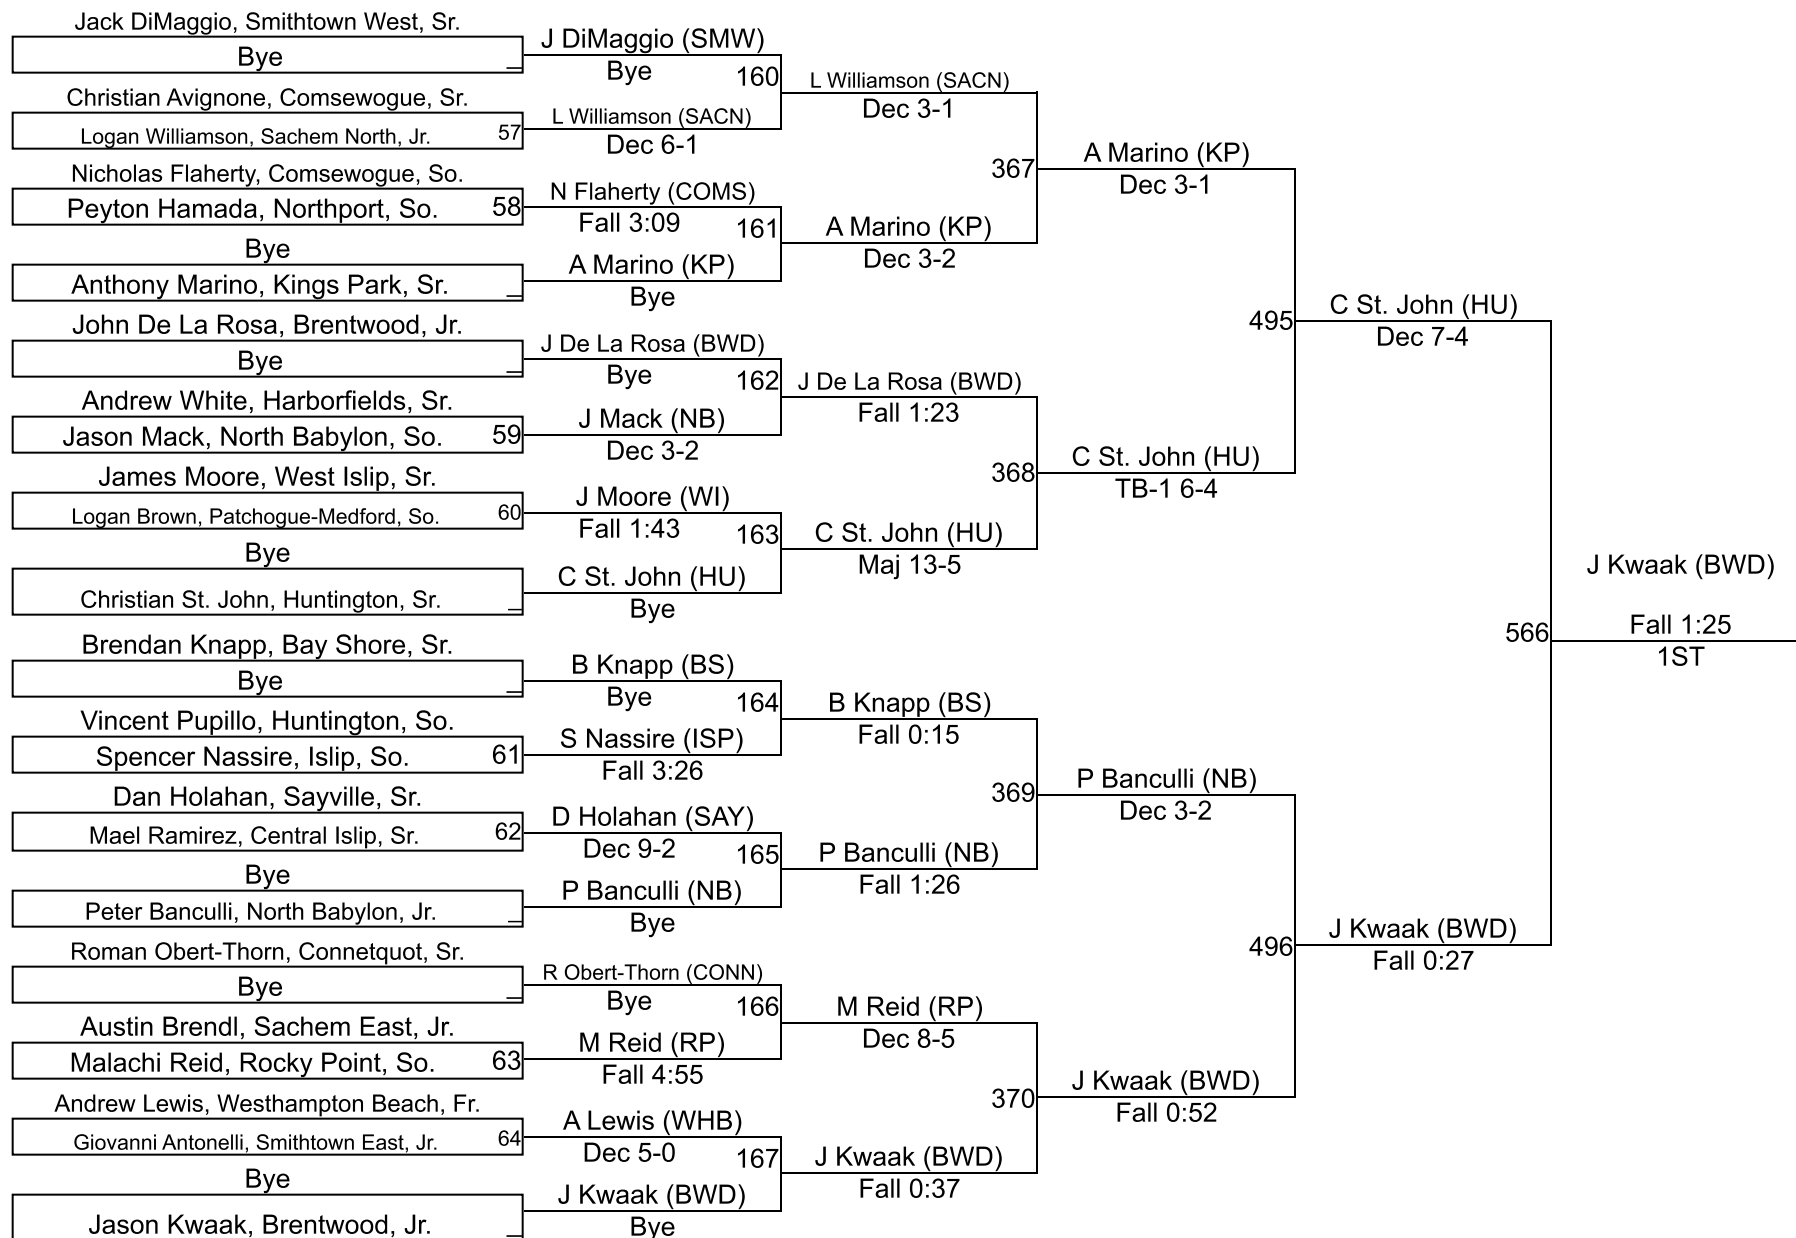 Jack DiMaggio, Smithtown West, Sr.
Bye _
Christian Avignone, Comsewogue, Sr.
Logan Williamson, Sachem North, Jr. 57
Nicholas Flaherty, Comsewogue, So.
Peyton Hamada, Northport, So. 58
Bye
Anthony Marino, Kings Park, Sr. _
John De La Rosa, Brentwood, Jr.
Bye _
Andrew White, Harborfields, Sr.
Jason Mack, North Babylon, So. 59
James Moore, West Islip, Sr.
Logan Brown, Patchogue-Medford, So. 60
Bye
Christian St. John, Huntington, Sr. _
Brendan Knapp, Bay Shore, Sr.
Bye _
Vincent Pupillo, Huntington, So.
Spencer Nassire, Islip, So. 61
Dan Holahan, Sayville, Sr.
Mael Ramirez, Central Islip, Sr. 62
Bye
Peter Banculli, North Babylon, Jr. _
Roman Obert-Thorn, Connetquot, Sr.
Bye _
Austin Brendl, Sachem East, Jr.
Malachi Reid, Rocky Point, So. 63
Andrew Lewis, Westhampton Beach, Fr.
Giovanni Antonelli, Smithtown East, Jr. 64
Bye
Jason Kwaak, Brentwood, Jr. _
J DiMaggio (SMW)
Bye
160
L Williamson (SACN)
Dec 6-1
N Flaherty (COMS)
Fall 3:09
161
A Marino (KP)
Bye
J De La Rosa (BWD)
Bye
162
J Mack (NB)
Dec 3-2
J Moore (WI)
Fall 1:43
163
C St. John (HU)
Bye
B Knapp (BS)
Bye
164
S Nassire (ISP)
Fall 3:26
D Holahan (SAY)
Dec 9-2
165
P Banculli (NB)
Bye
R Obert-Thorn (CONN)
Bye
166
M Reid (RP)
Fall 4:55
A Lewis (WHB)
Dec 5-0
167
J Kwaak (BWD)
Bye
L Williamson (SACN)
Dec 3-1
367
A Marino (KP)
Dec 3-2
J De La Rosa (BWD)
Fall 1:23
368
C St. John (HU)
Maj 13-5
B Knapp (BS)
Fall 0:15
369
P Banculli (NB)
Fall 1:26
M Reid (RP)
Dec 8-5
370
J Kwaak (BWD)
Fall 0:37
A Marino (KP)
Dec 3-1
495
C St. John (HU)
TB-1 6-4
P Banculli (NB)
Dec 3-2
496
J Kwaak (BWD)
Fall 0:52
C St. John (HU)
Dec 7-4
566
J Kwaak (BWD)
Fall 0:27
J Kwaak (BWD)
Fall 1:25
1ST